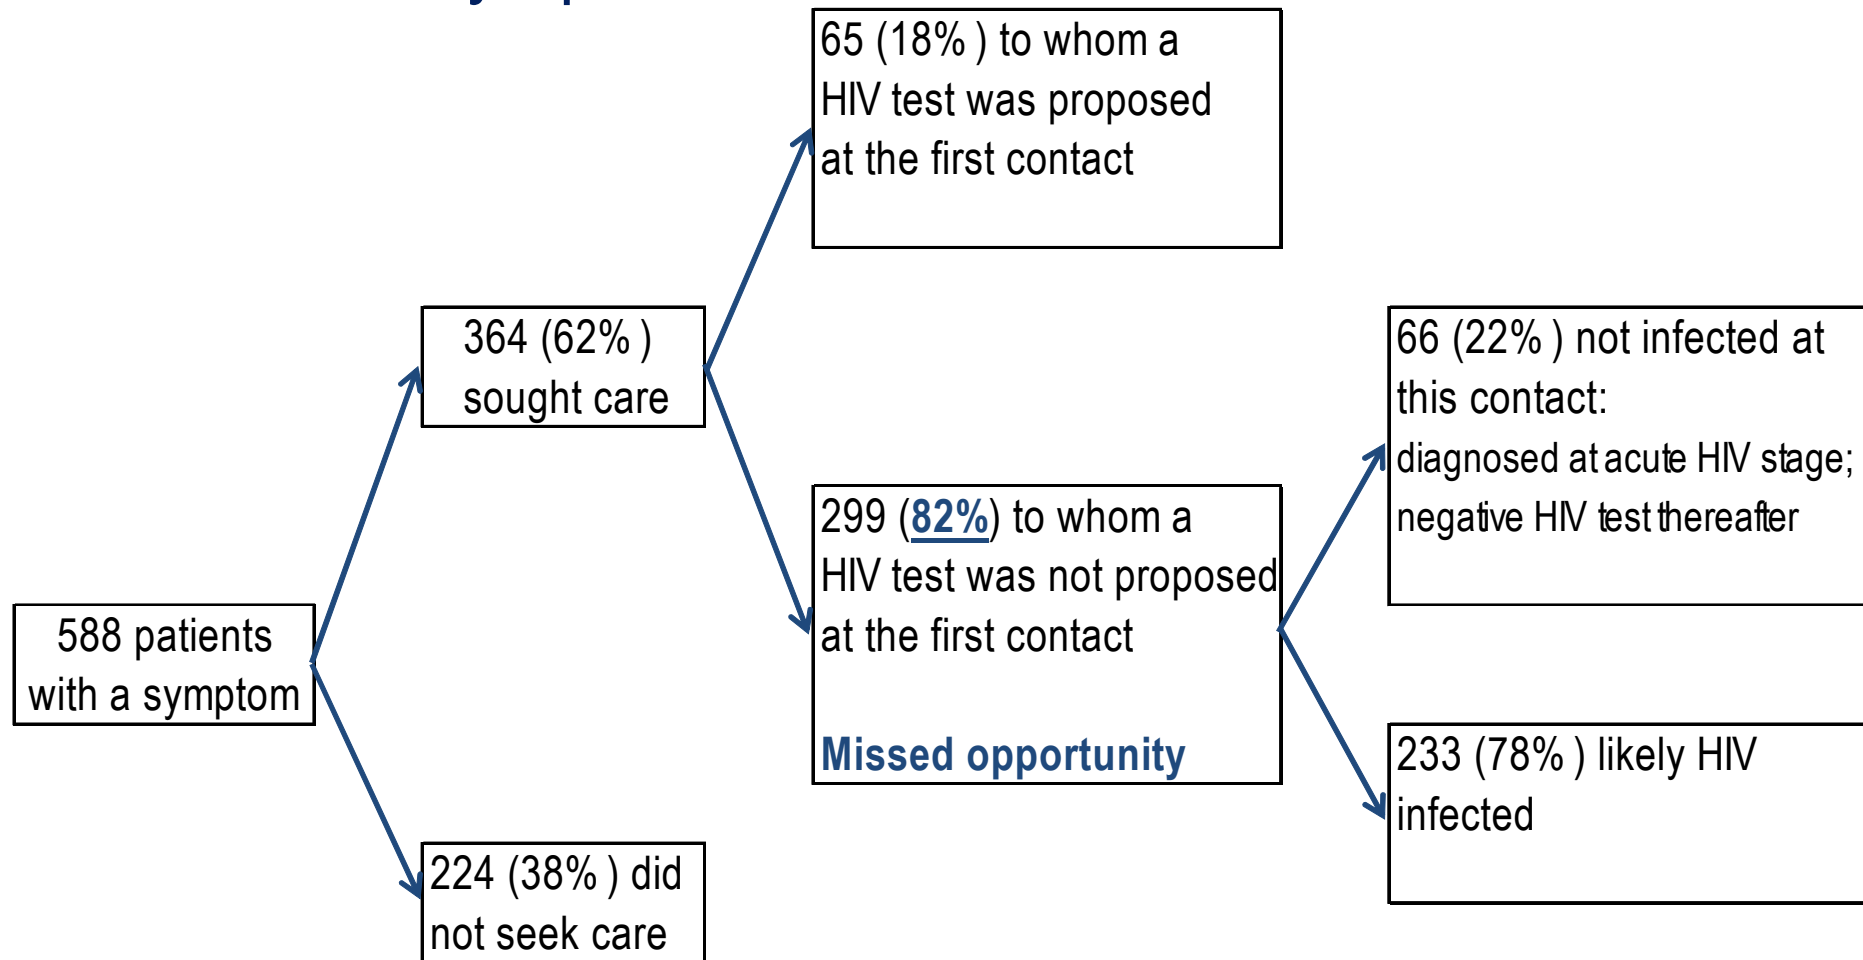 65 (18% ) to whom a
HIV test was proposed
at the first contact
364 (62% )
sought care
66 (22% ) not infected at
this contact:
diagnosed at acute HIV stage;
negative HIV test thereafter
299 (82%) to whom a
HIV test was not proposed
at the first contact
Missed opportunity
588 patients
with a symptom
233 (78% ) likely HIV
infected
224 (38% ) did
not seek care